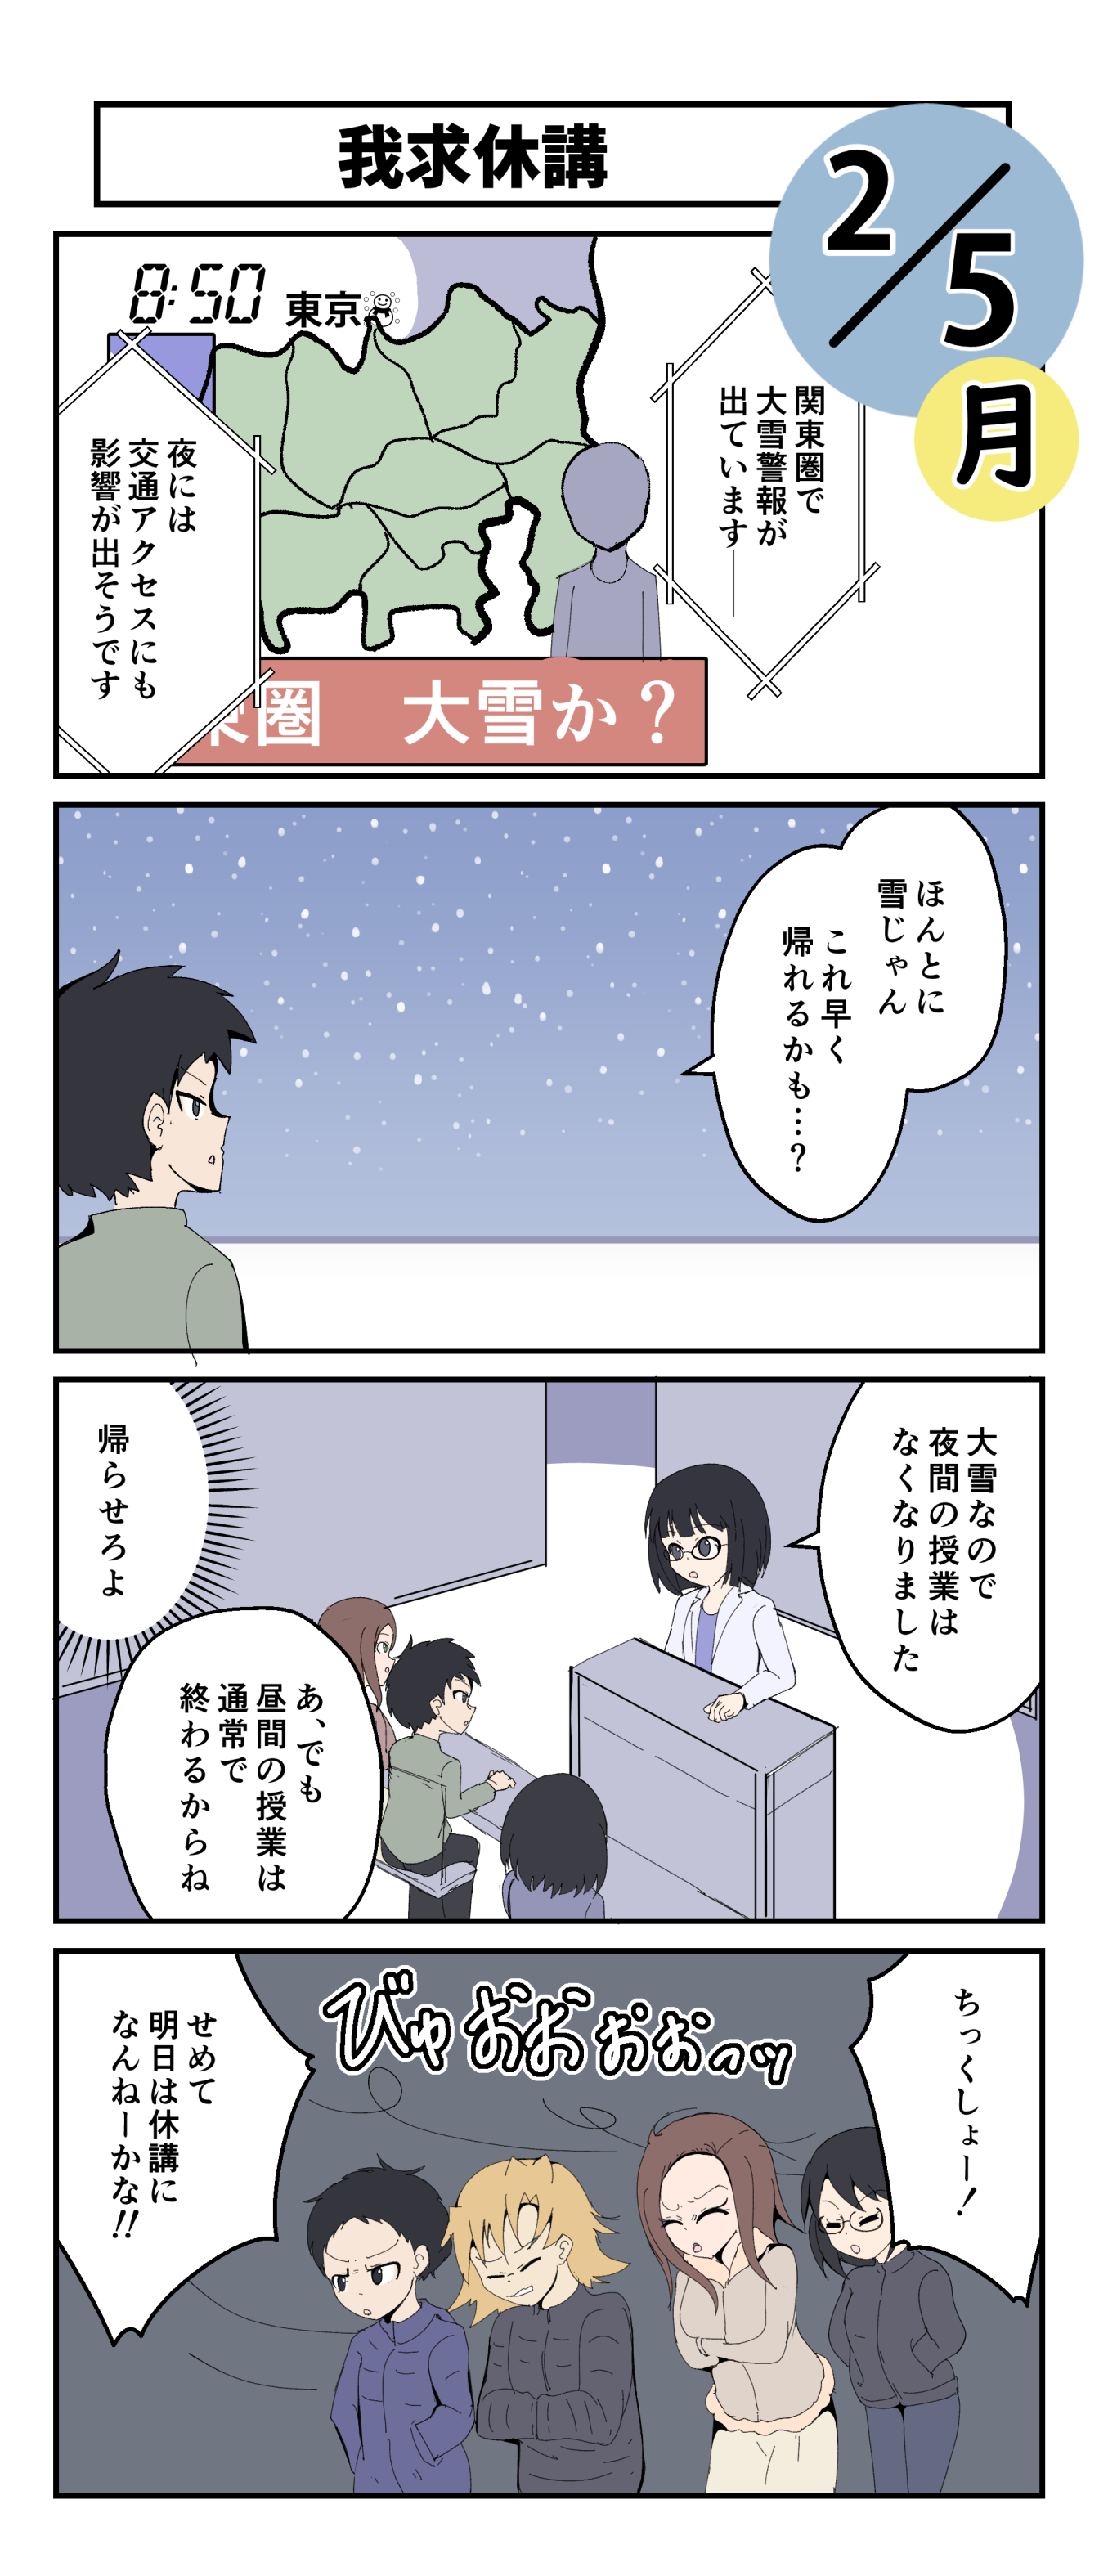 我求休講
2/5
月
8:50 東京
関東圏で
大雪警報が
出ています──
夜には
交通アクセスにも
影響が出そうです
東圏 大雪か？
ほんとに
雪じゃん
これ早く
帰れるかも…？
大雪なので
夜間の授業は
なくなりました
帰らせろよ
あ、でも
昼間の授業は
通常で
終わるからね
びゅおおぉぉっッ
ちっくしょー！
せめて
明日は休講に
なんねーかな!!